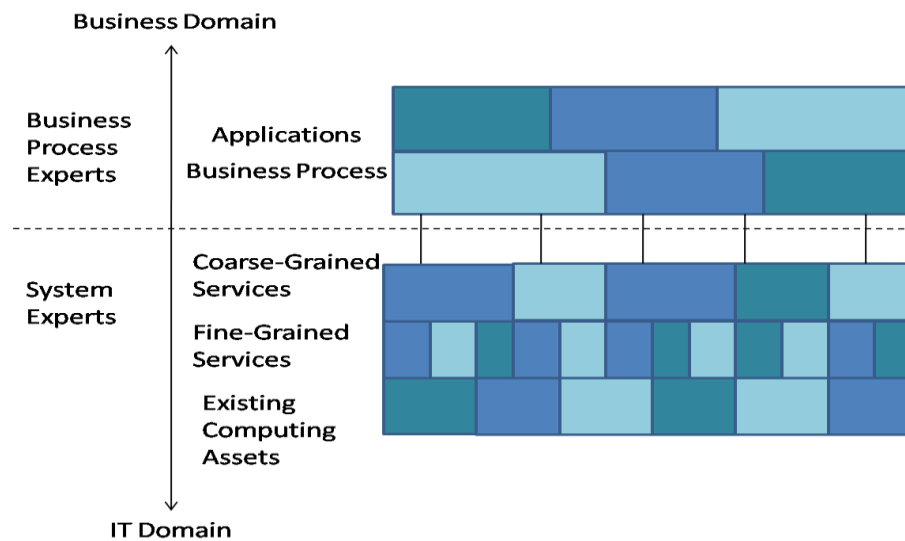 Business Domain
Business
Process
Experts
Applications
Business Process
System
Experts
Coarse-Grained
Services
Fine-Grained
Services
Existing
Computing
Assets
IT Domain